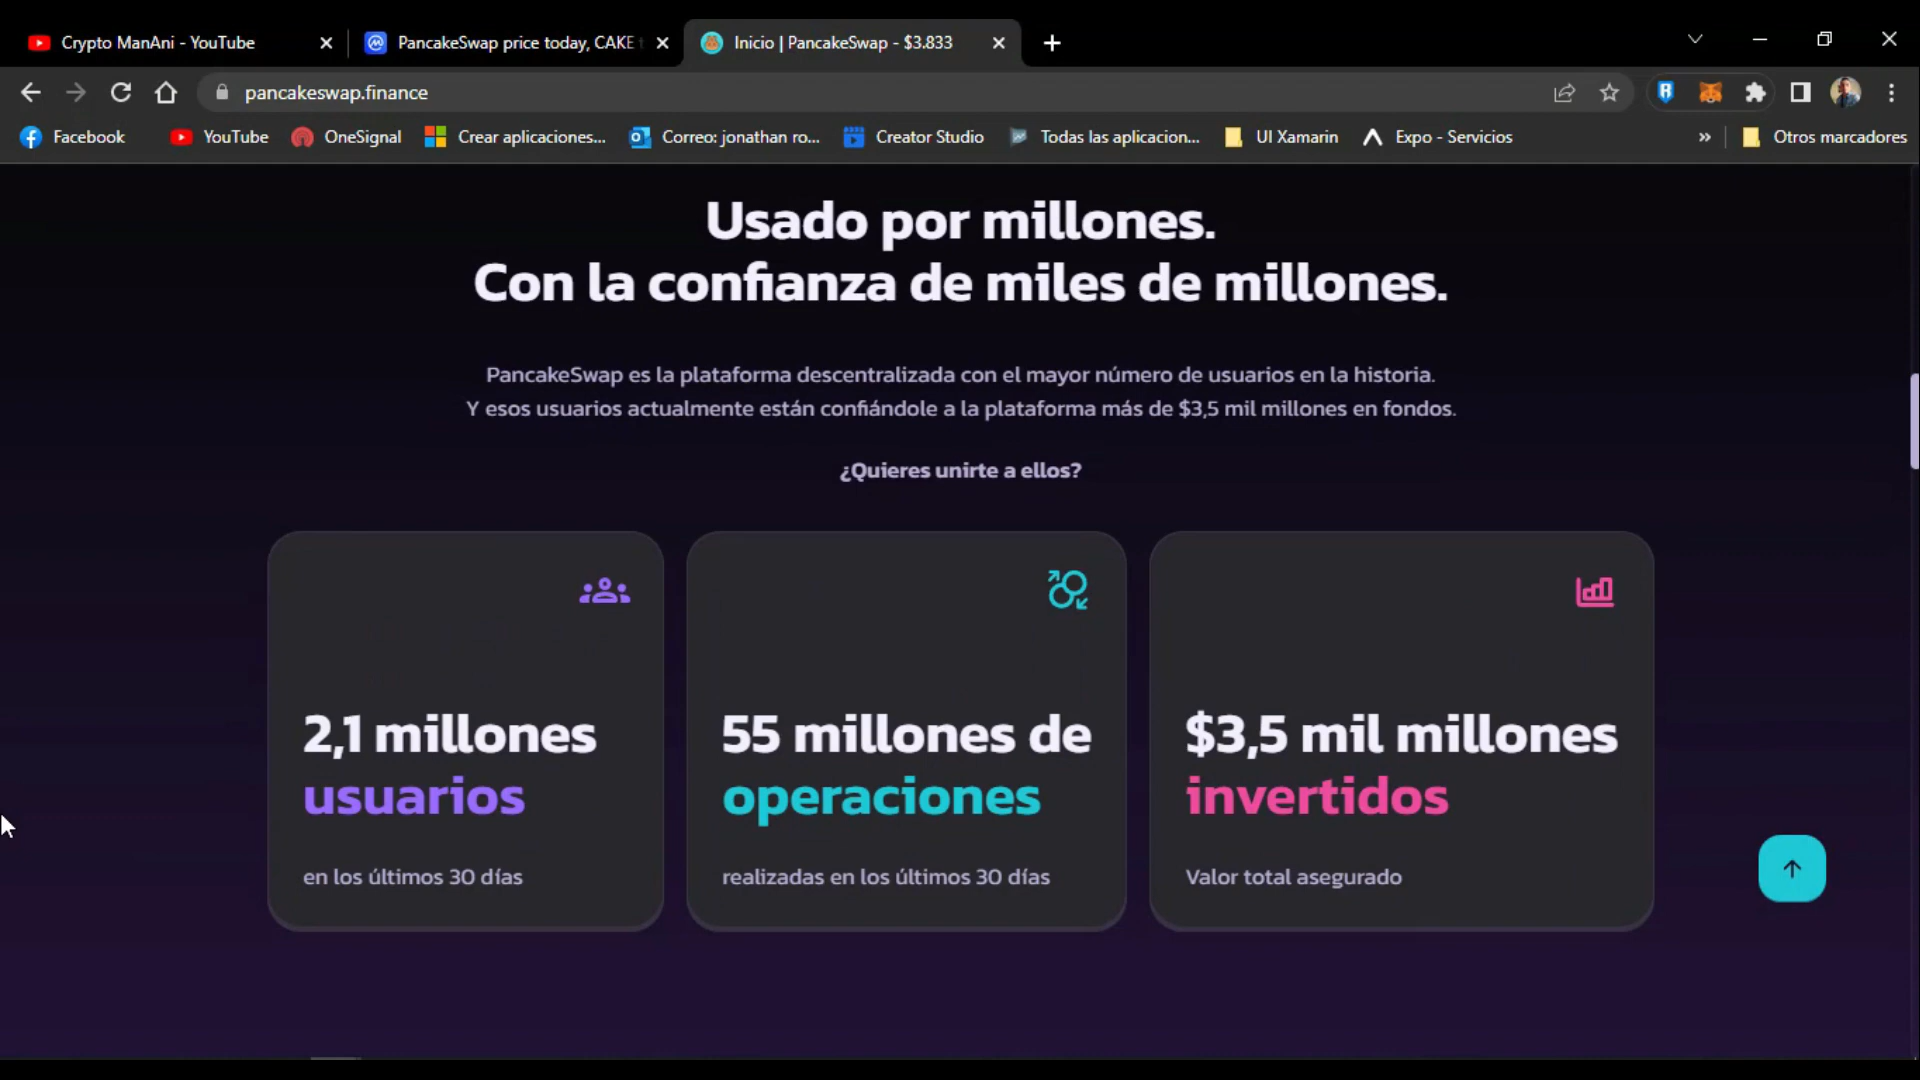 Crypto ManAni - YouTube
PancakeSwap price today, CAKE
Inicio | PancakeSwap - $3.833
pancakeswap.finance
Facebook
YouTube
OneSignal
Crear aplicaciones...
Correo: jonathan ro...
Creator Studio
Todas las aplicacion...
UI Xamarin
Expo - Servicios
»
Otros marcadores
Usado por millones.
Con la confianza de miles de millones.
PancakeSwap es la plataforma descentralizada con el mayor número de usuarios en la historia.
Y esos usuarios actualmente están confiándole a la plataforma más de $3,5 mil millones en fondos.
¿Quieres unirte a ellos?
2,1 millones
usuarios
en los últimos 30 días
55 millones de
operaciones
realizadas en los últimos 30 días
$3,5 mil millones
invertidos
Valor total asegurado